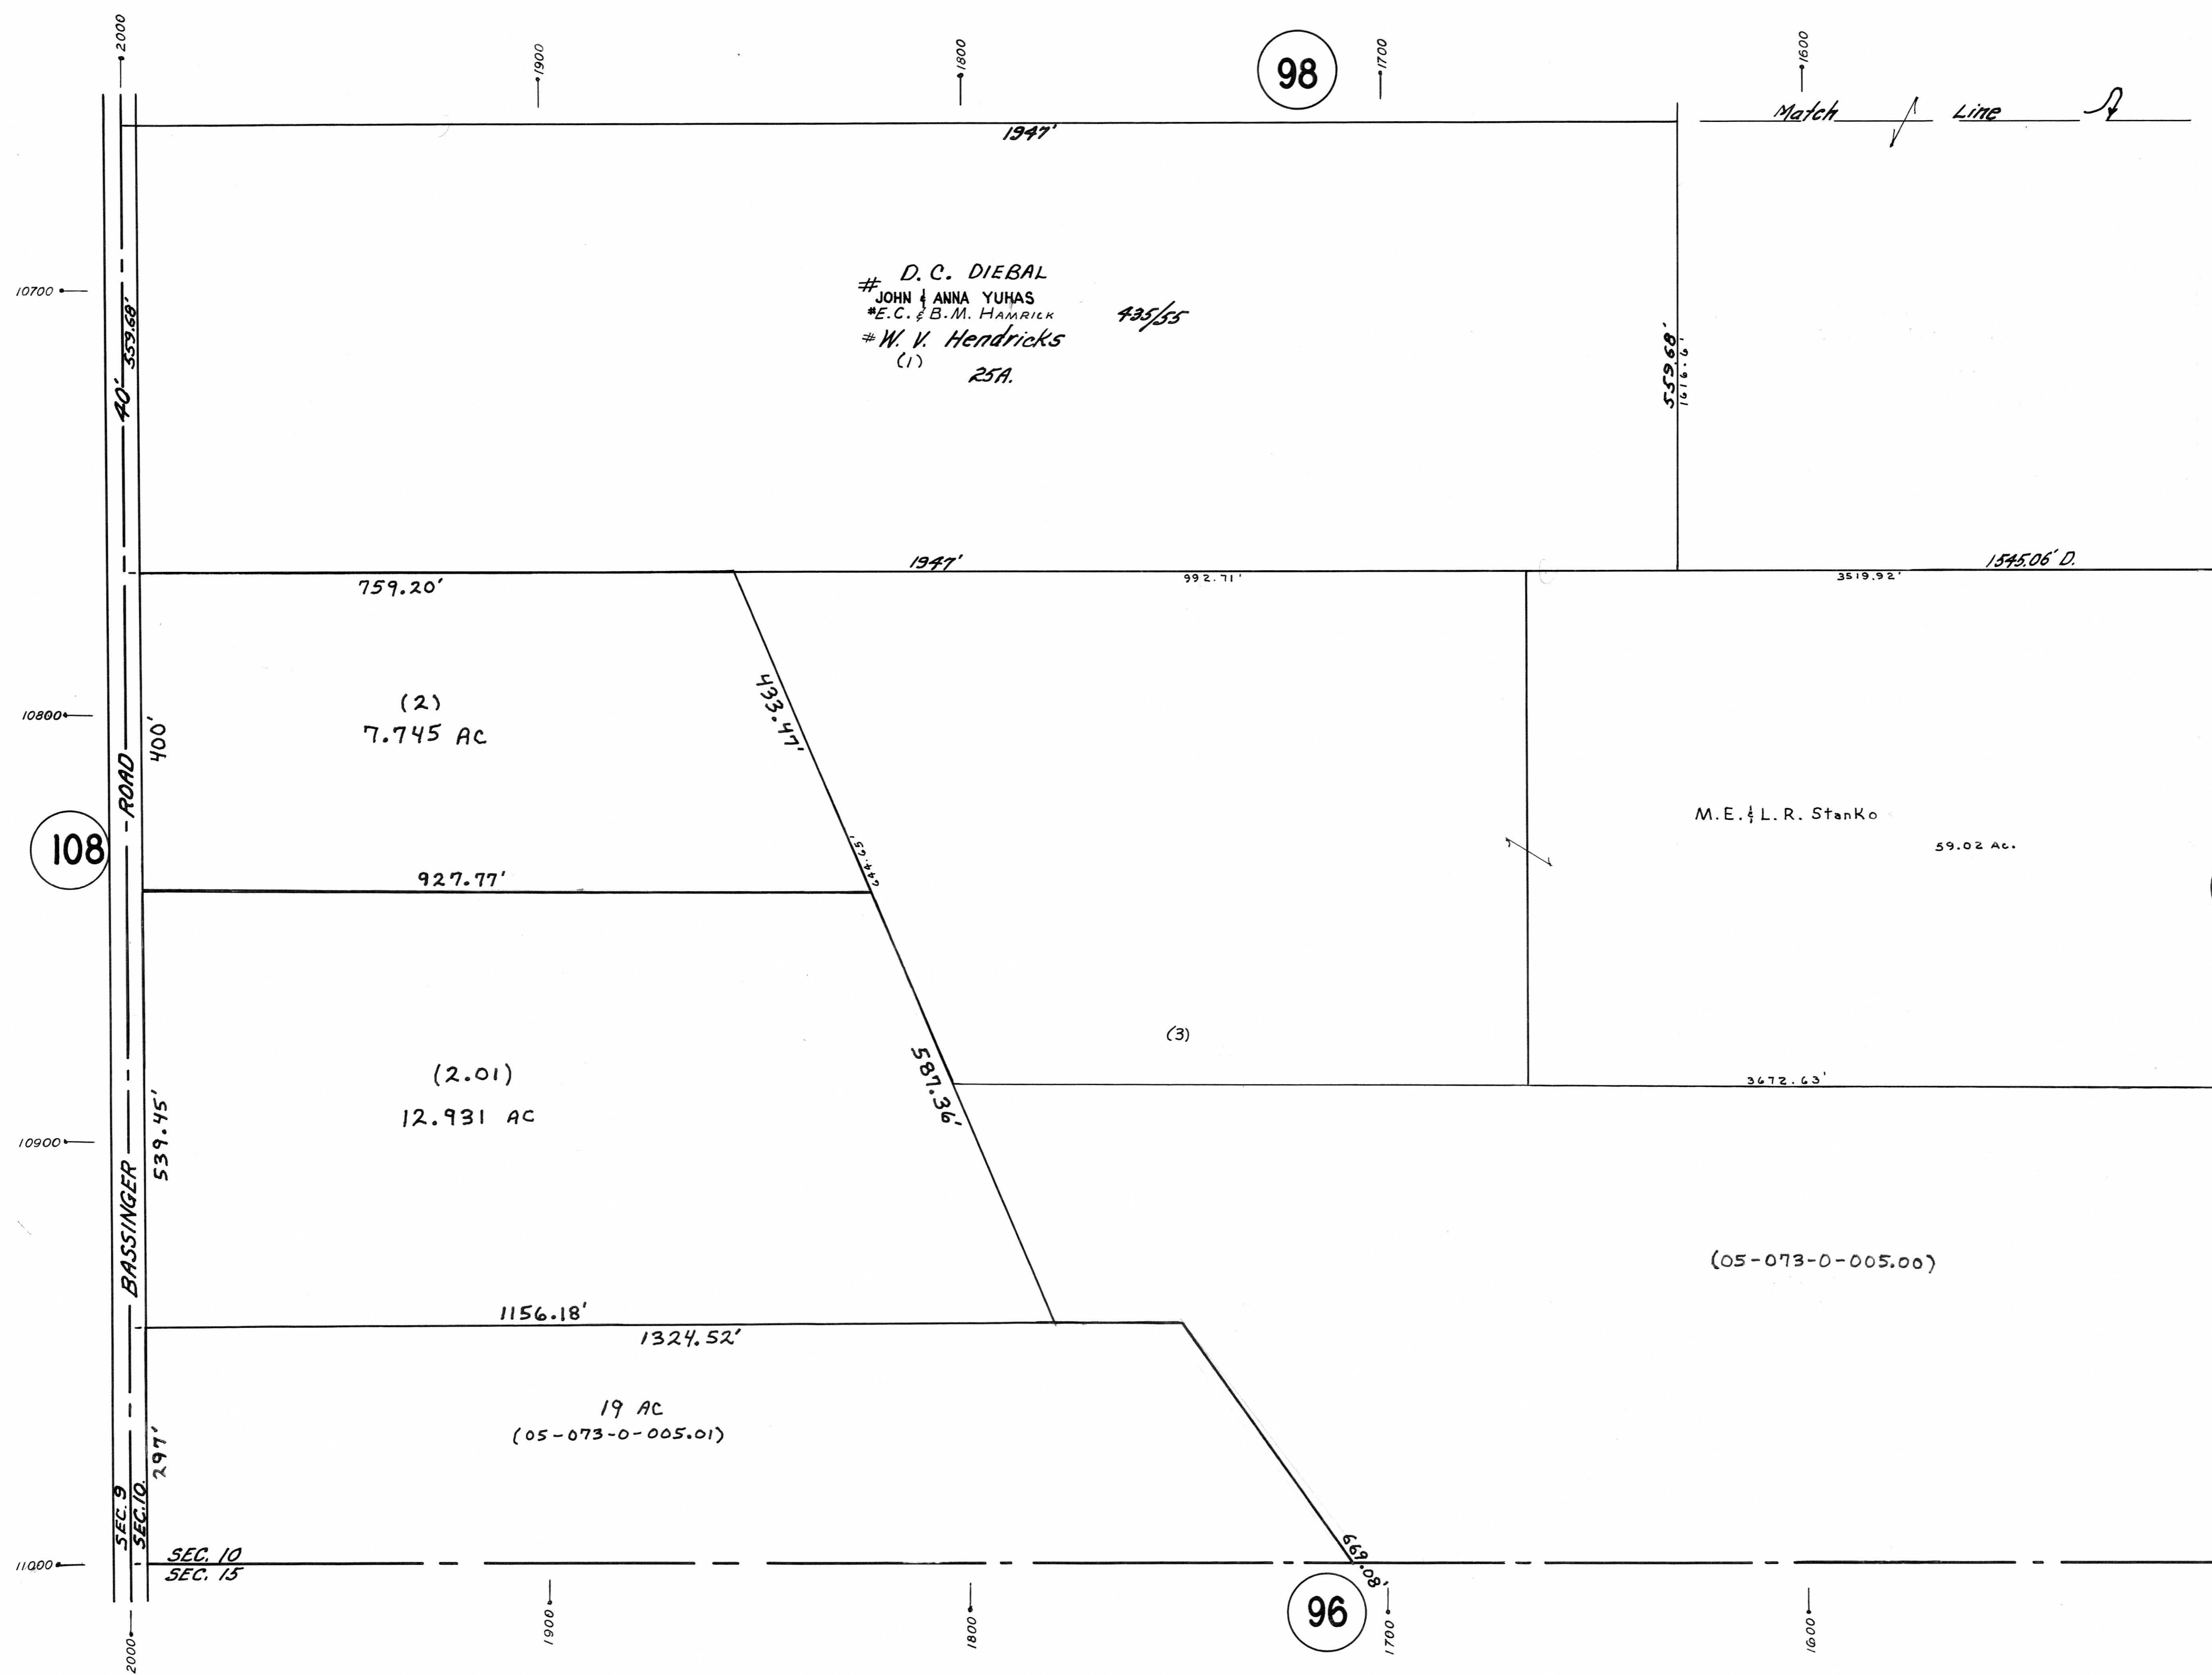 2000
1900
1800
98
1700
1600
Match Line
1947'
# D. C. DIEBAL
JOHN & ANNA YUHAS
*E.C. & B.M. HAMRICK
# W. V. Hendricks
(1)
25A.
435/55
10700
40' 559.68'
559.68'
1616.6'
1947'
759.20'
992.71'
3519.92'
1545.06' D.
(2)
7.745 AC
433.47'
10800
400'
ROAD
108
M.E. & L.R. Stanko
59.02 Ac.
644.65'
927.77'
(3)
(2.01)
12.931 AC
587.36'
3672.63'
10900
539.45'
BASSINGER
(05-073-0-005.00)
1156.18'
1324.52'
19 AC
(05-073-0-005.01)
297'
SEC. 9
SEC. 10.
669.08'
11000
SEC. 10
SEC. 15
2000
1900
1800
96
1700
1600